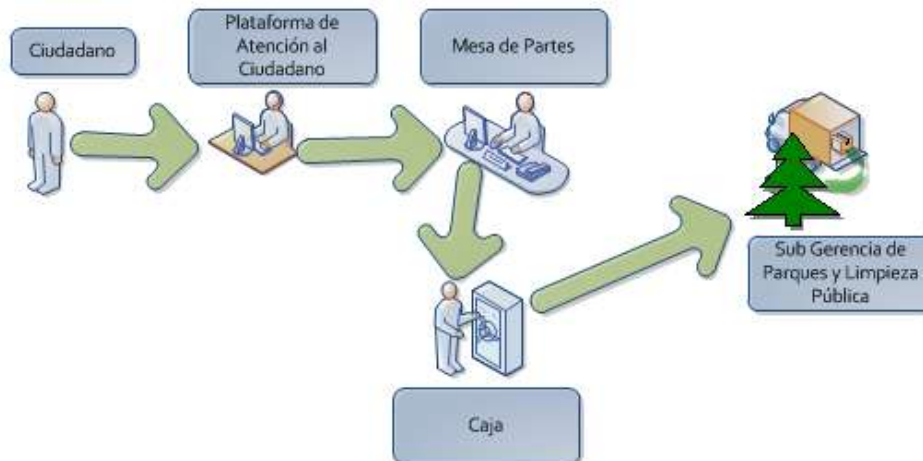 Ciudadano
Plataforma de
Atención al
Ciudadano
Mesa de Partes
Sub Gerencia de
Parques y Limpieza
Pública
Caja